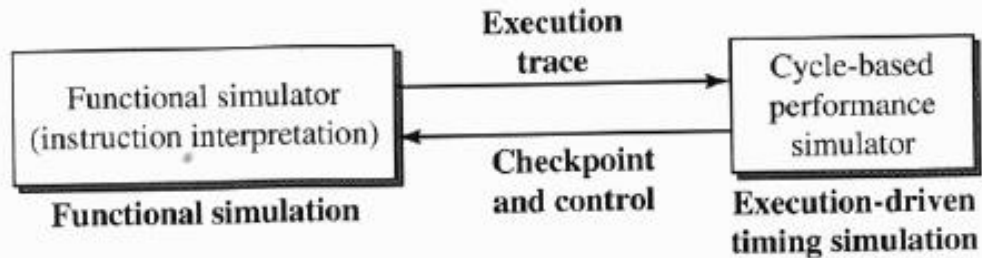 Execution
trace
Functional simulator
(instruction interpretation)
Cycle-based
performance
simulator
Checkpoint
and control
Functional simulation
Execution-driven
timing simulation